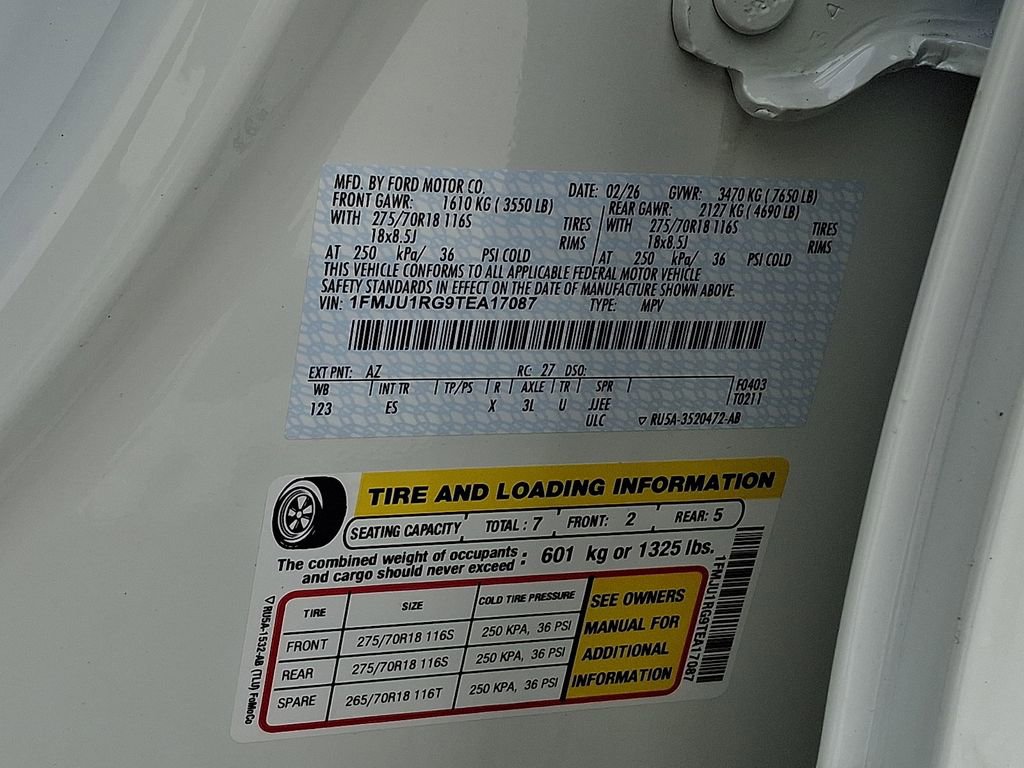 MFD. BY FORD MOTOR CO. DATE: 02/26 GVWR: 3470 KG ( 7650 LB)
FRONT GAWR: 1610 KG ( 3550 LB) REAR GAWR: 2127 KG ( 4690 LB)
WITH 275/70R18 116S TIRES WITH 275/70R18 116S TIRES
18x8.5J RIMS 18x8.5J RIMS
AT 250 kPa/ 36 PSI COLD AT 250 kPa/ 36 PSI COLD
THIS VEHICLE CONFORMS TO ALL APPLICABLE FEDERAL MOTOR VEHICLE
SAFETY STANDARDS IN EFFECT ON THE DATE OF MANUFACTURE SHOWN ABOVE.
VIN: 1FMJU1RG9TEA17087 TYPE: MPV
EXT PNT: AZ RC: 27 DSO:
WB INT TR TP/PS R AXLE TR SPR F0403
123 ES X 3L U JJEE T0211
ULC ▽ RU5A-3520472-AB
TIRE AND LOADING INFORMATION
SEATING CAPACITY TOTAL : 7 FRONT: 2 REAR: 5
The combined weight of occupants
and cargo should never exceed : 601 kg or 1325 lbs.
TIRE SIZE COLD TIRE PRESSURE
FRONT 275/70R18 116S 250 KPA, 36 PSI
REAR 275/70R18 116S 250 KPA, 36 PSI
SPARE 265/70R18 116T 250 KPA, 36 PSI
SEE OWNERS
MANUAL FOR
ADDITIONAL
INFORMATION
1FMJU1RG9TEA17087
▽ RU5A-1532-AB (TLU) FoMoCo